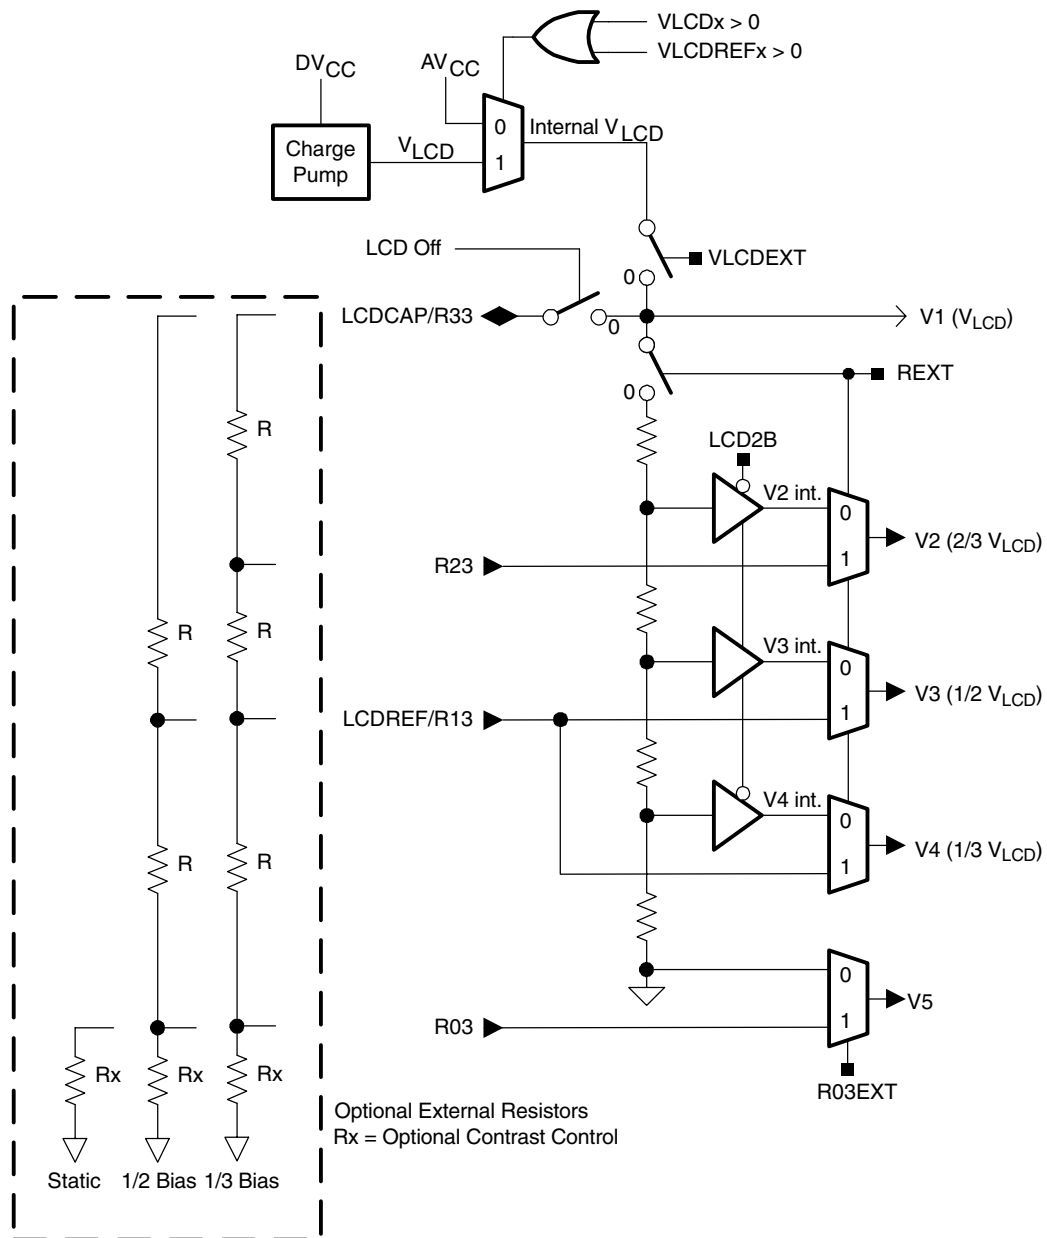 VLCDx > 0
VLCDREFx > 0
DVCC
AVCC
0
1
Internal VLCD
VLCD
Charge
Pump
LCD Off
VLCDEXT
0
LCDCAP/R33
0
V1 (VLCD)
REXT
0
R
LCD2B
V2 int.
0
1
V2 (2/3 VLCD)
R23
R
R
V3 int.
0
1
V3 (1/2 VLCD)
LCDREF/R13
V4 int.
0
1
V4 (1/3 VLCD)
R
R
0
1
V5
R03
R03EXT
Rx
Rx
Rx
Optional External Resistors
Rx = Optional Contrast Control
Static
1/2 Bias
1/3 Bias